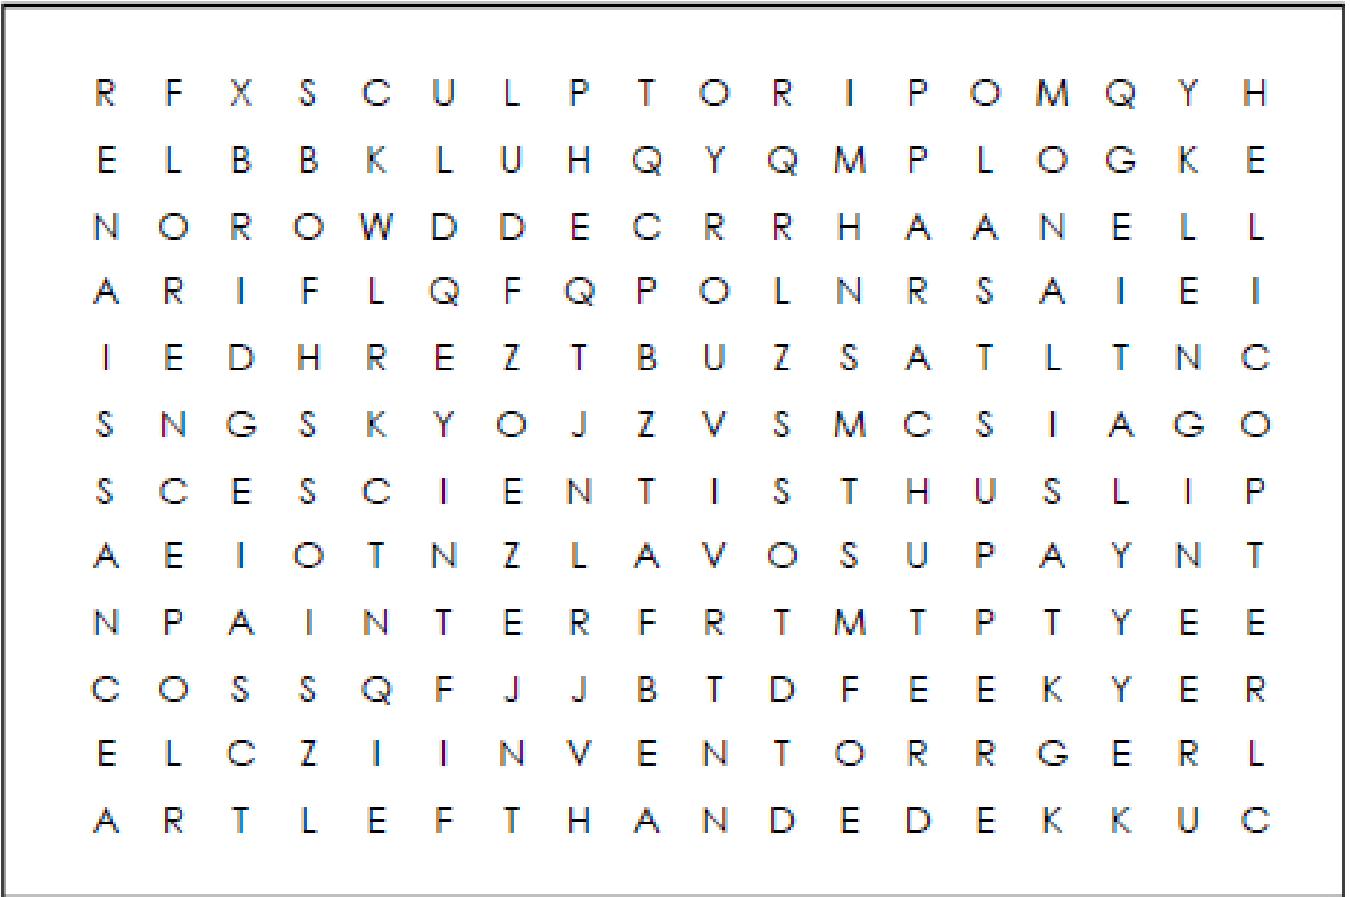 R F X S C U L P T O R I P O M Q Y H
E L B B K L U H Q Y Q M P L O G K E
N O R O W D D E C R R H A A N E L L
A R I F L Q F Q P O L N R S A I E I
I E D H R E Z T B U Z S A T L T N C
S N G S K Y O J Z V S M C S I A G O
S C E S C I E N T I S T H U S L I P
A E I O T N Z L A V O S U P A Y N T
N P A I N T E R F R T M T P T Y E E
C O S S Q F J J B T D F E E K Y E R
E L C Z I I N V E N T O R R G E R L
A R T L E F T H A N D E D E K K U C